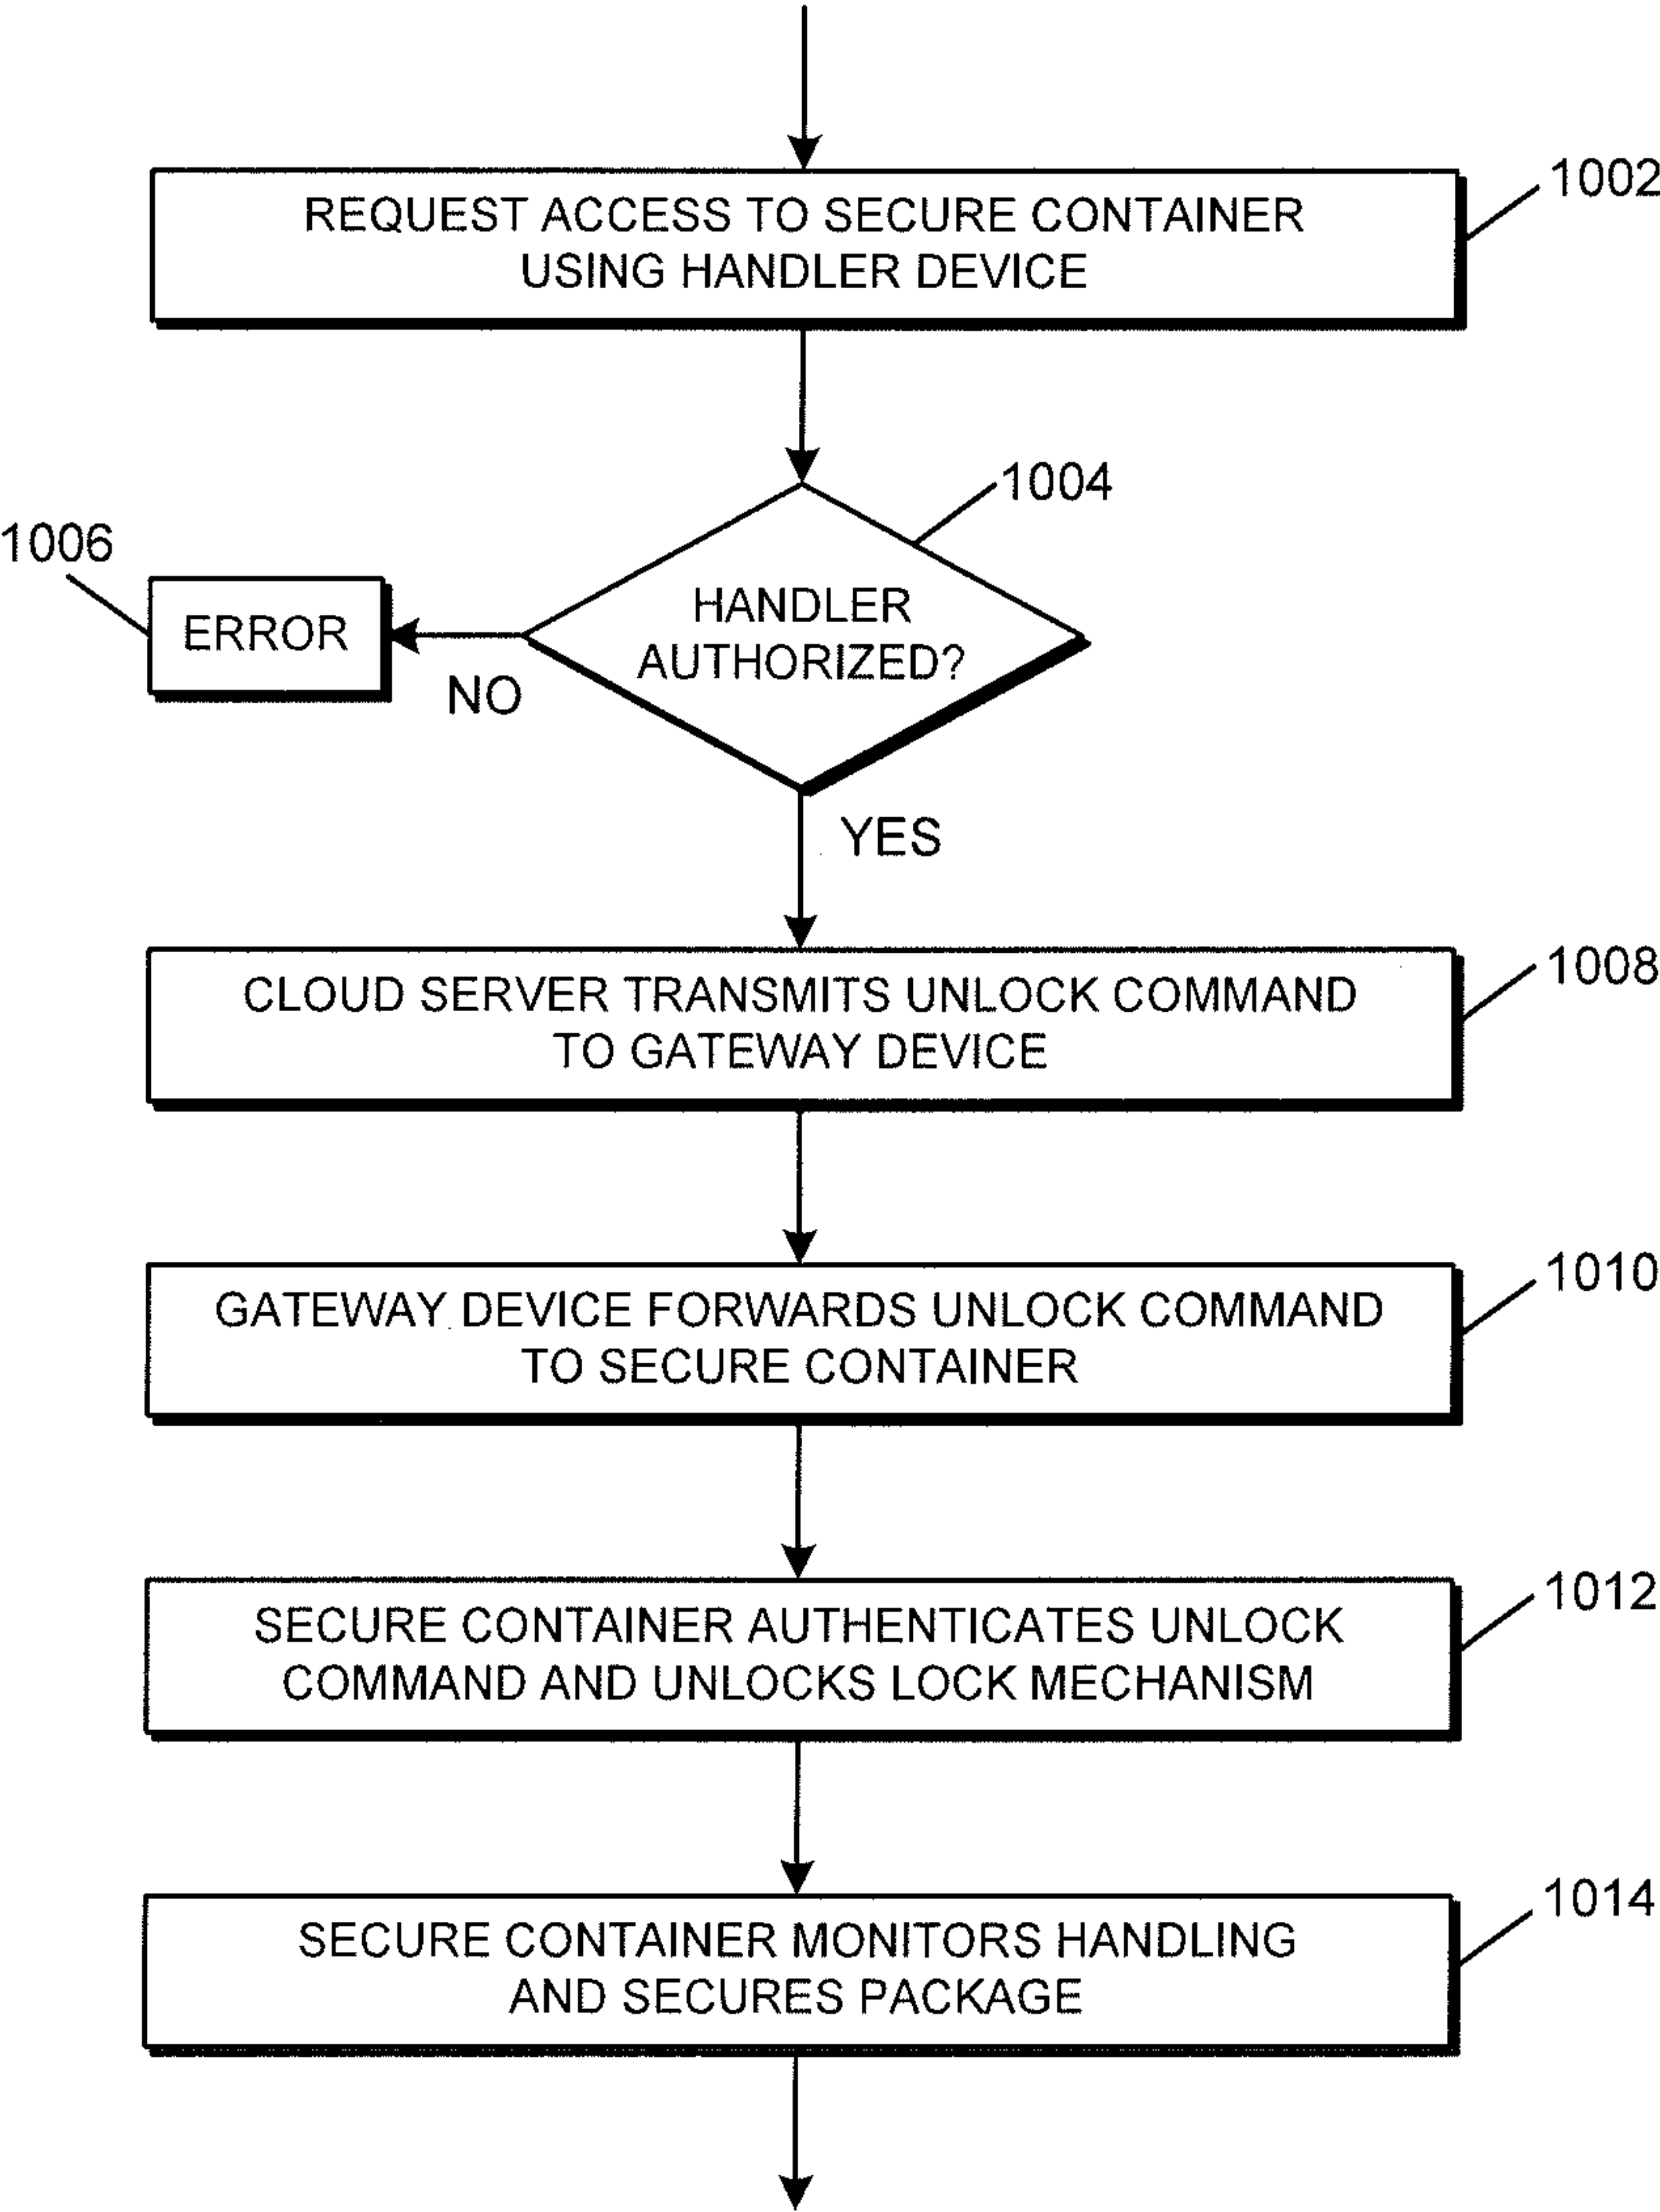 1002
REQUEST ACCESS TO SECURE CONTAINER
USING HANDLER DEVICE
1004
HANDLER
AUTHORIZED?
1006
ERROR
NO
YES
1008
CLOUD SERVER TRANSMITS UNLOCK COMMAND
TO GATEWAY DEVICE
1010
GATEWAY DEVICE FORWARDS UNLOCK COMMAND
TO SECURE CONTAINER
1012
SECURE CONTAINER AUTHENTICATES UNLOCK
COMMAND AND UNLOCKS LOCK MECHANISM
1014
SECURE CONTAINER MONITORS HANDLING
AND SECURES PACKAGE